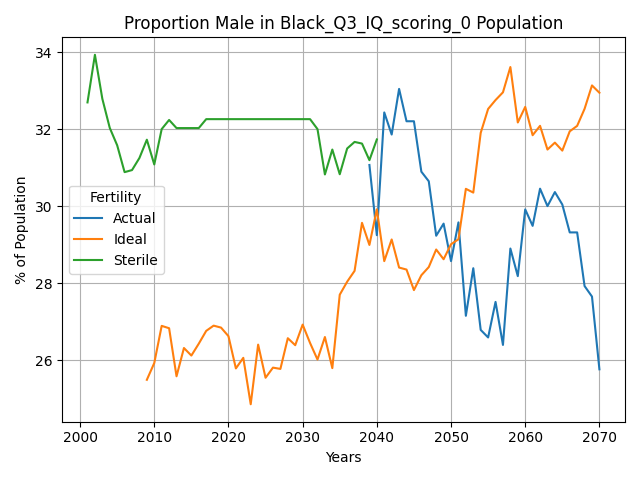 Proportion Male in Black_Q3_IQ_scoring_0 Population
% of Population
34
32
30
28
26
Fertility
Actual
Ideal
Sterile
2000 2010 2020 2030 2040 2050 2060 2070
Years